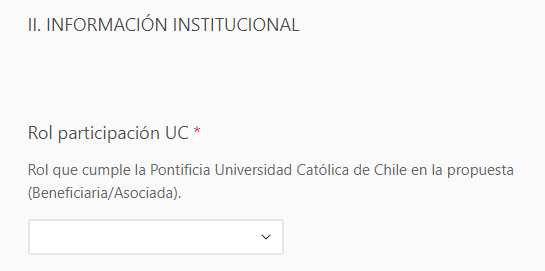 II. INFORMACIÓN INSTITUCIONAL
Rol participación UC *
Rol que cumple la Pontificia Universidad Católica de Chile en la propuesta
(Beneficiaria/Asociada).